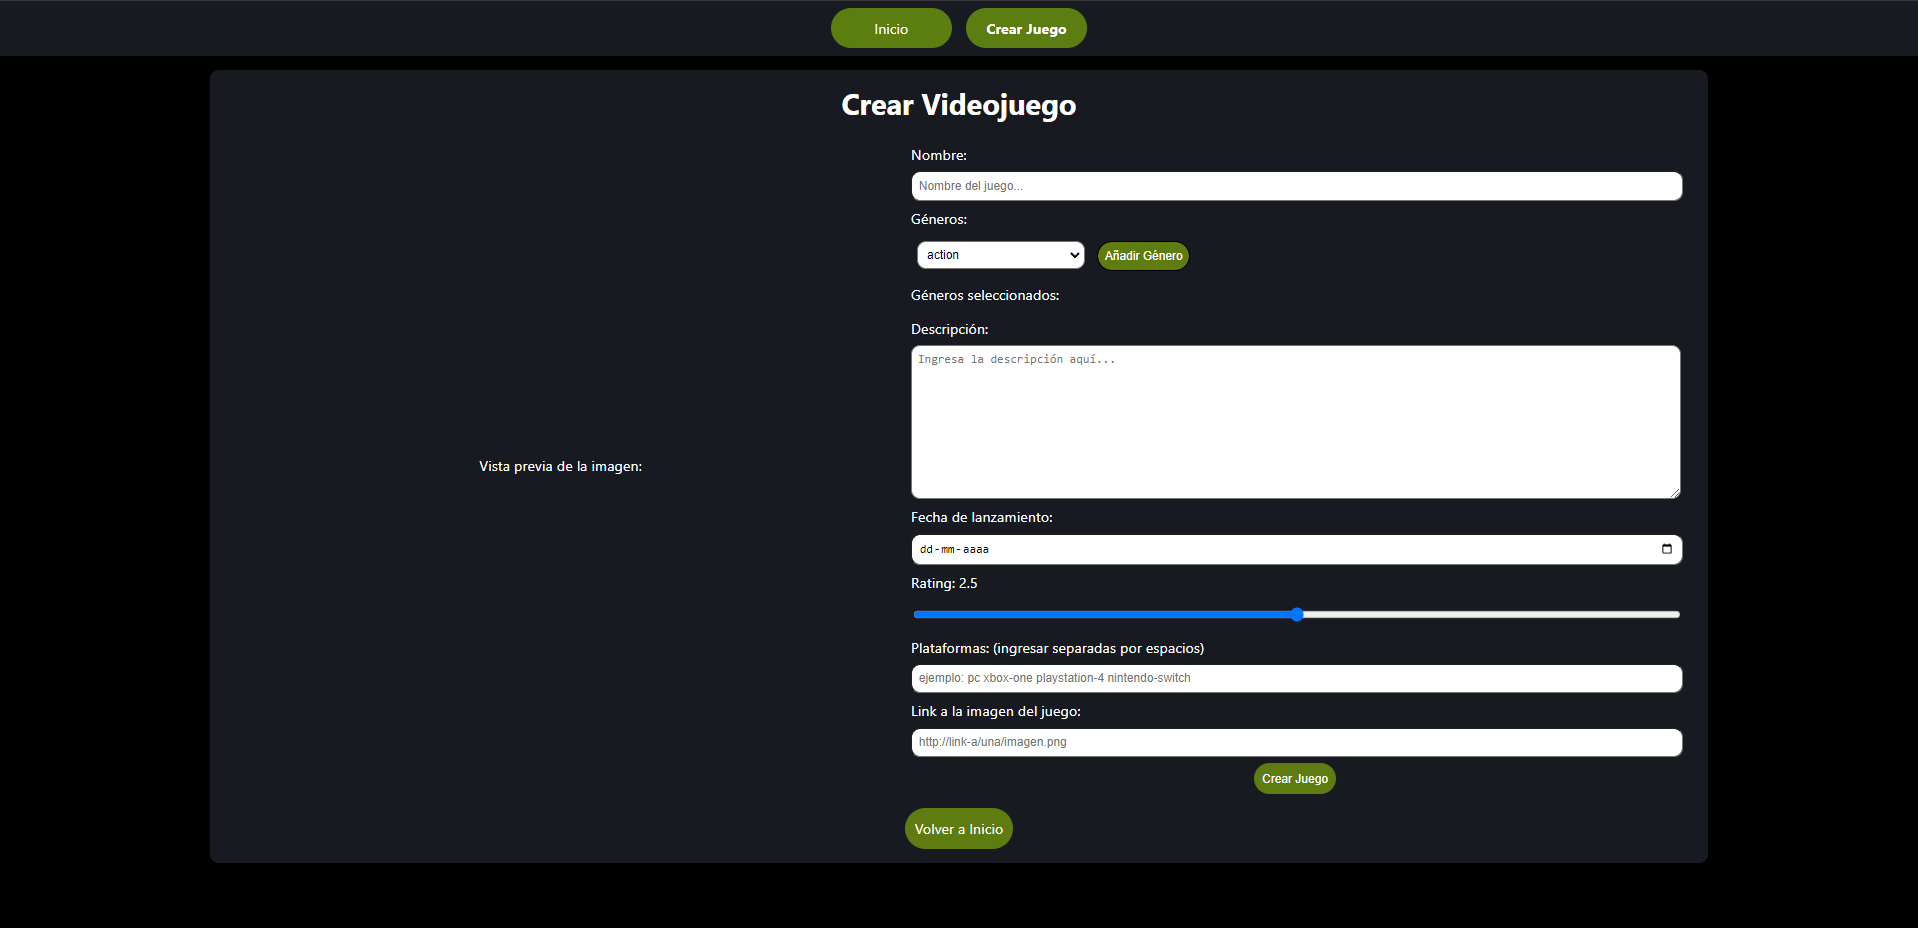 Inicio
Crear Juego
Crear Videojuego
Nombre:
Nombre del juego...
Géneros:
action
Añadir Género
Géneros seleccionados:
Descripción:
Ingresa la descripción aquí...
Vista previa de la imagen:
Fecha de lanzamiento:
dd-mm-aaaa
Rating: 2.5
Plataformas: (ingresar separadas por espacios)
ejemplo: pc xbox-one playstation-4 nintendo-switch
Link a la imagen del juego:
http://link-a/una/imagen.png
Crear Juego
Volver a Inicio